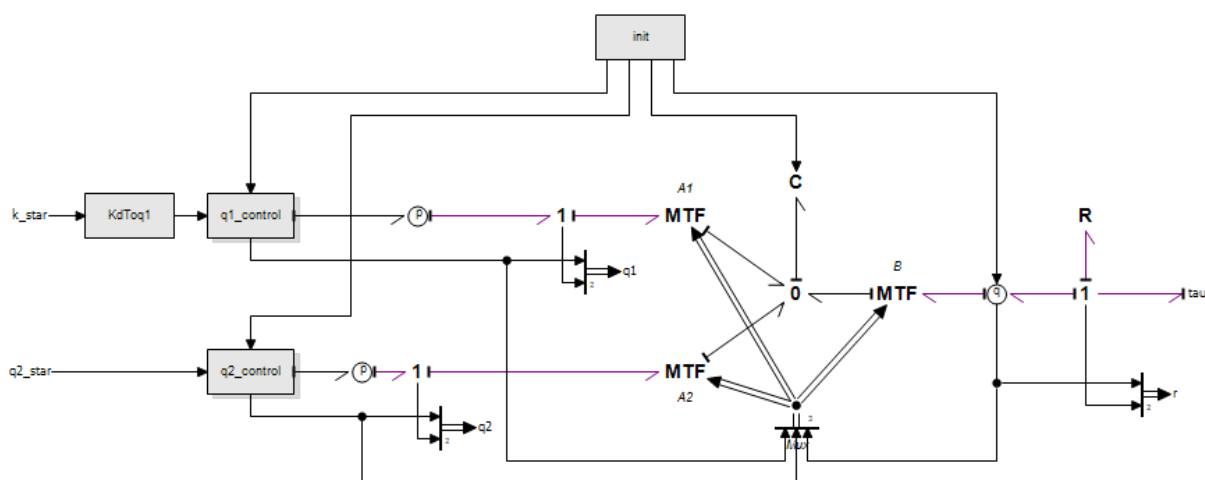 init
C
A1
k_star
KdToq1
q1_control
P
1
MTF
R
B
q1
2
0
MTF
q
1
tau
q2_star
q2_control
P
1
MTF
A2
r
2
q2
2
3
Mux